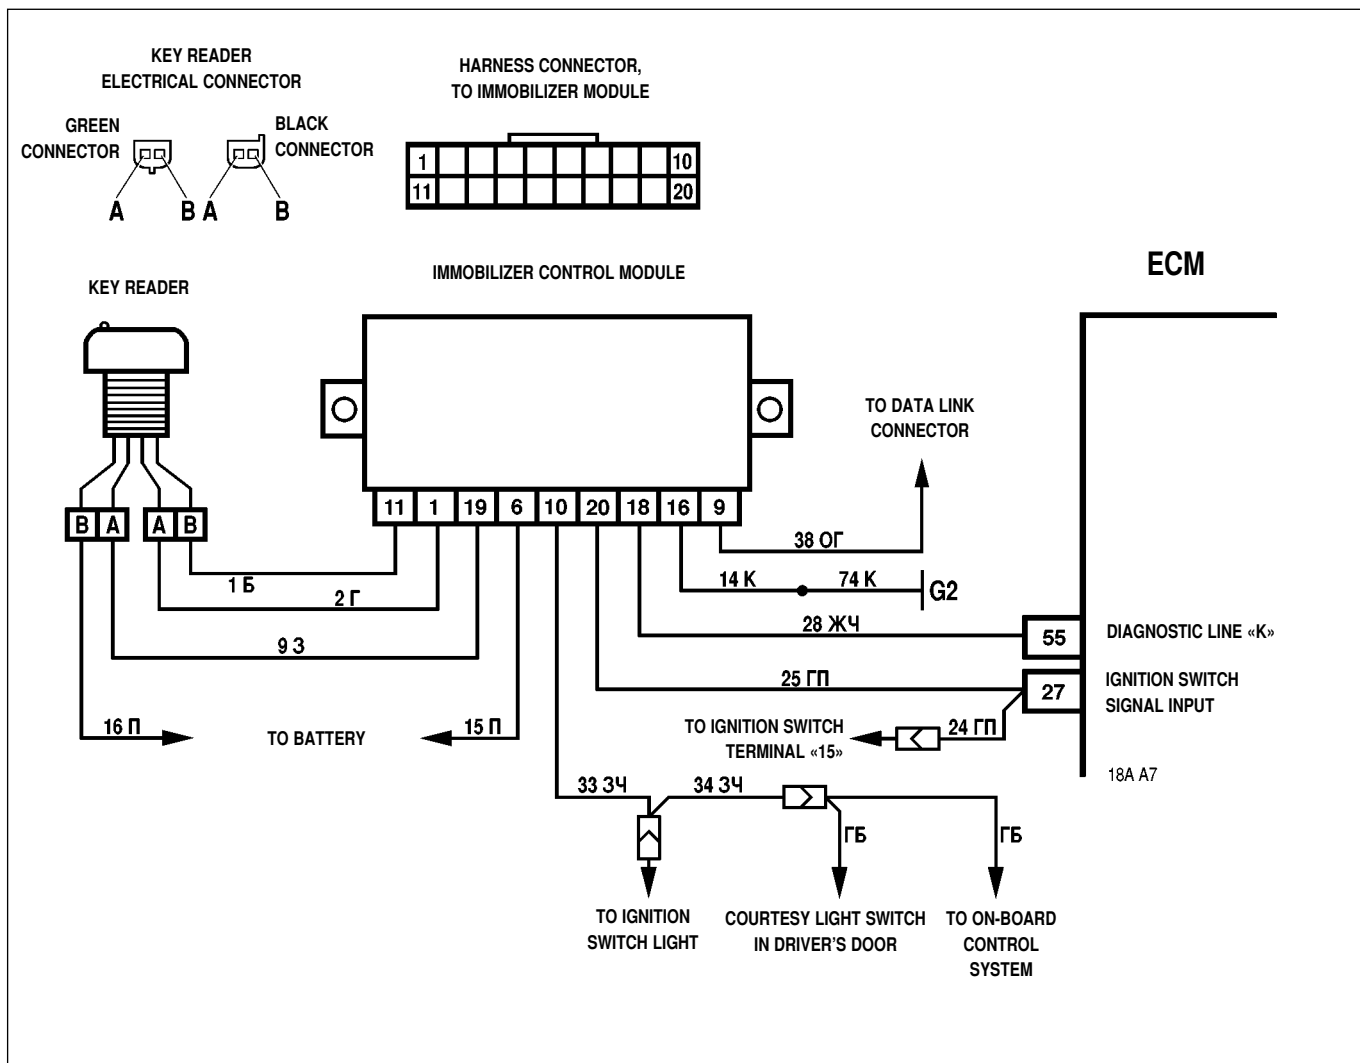 KEY READER
ELECTRICAL CONNECTOR
GREEN
CONNECTOR
BLACK
CONNECTOR
A
B
A
B
HARNESS CONNECTOR,
TO IMMOBILIZER MODULE
1
10
11
20
ECM
KEY READER
IMMOBILIZER CONTROL MODULE
TO DATA LINK
CONNECTOR
B A A B
11 1 19 6 10 20 18 16 9
38 ОГ
1 Б
2 Г
14 К
74 К
G2
9 З
28 ЖЧ
55
DIAGNOSTIC LINE «K»
25 ГП
27
IGNITION SWITCH
SIGNAL INPUT
16 П
TO BATTERY
15 П
TO IGNITION SWITCH
TERMINAL «15»
24 ГП
18A A7
33 ЗЧ
34 ЗЧ
ГБ
ГБ
TO IGNITION
SWITCH LIGHT
COURTESY LIGHT SWITCH
IN DRIVER'S DOOR
TO ON-BOARD
CONTROL
SYSTEM